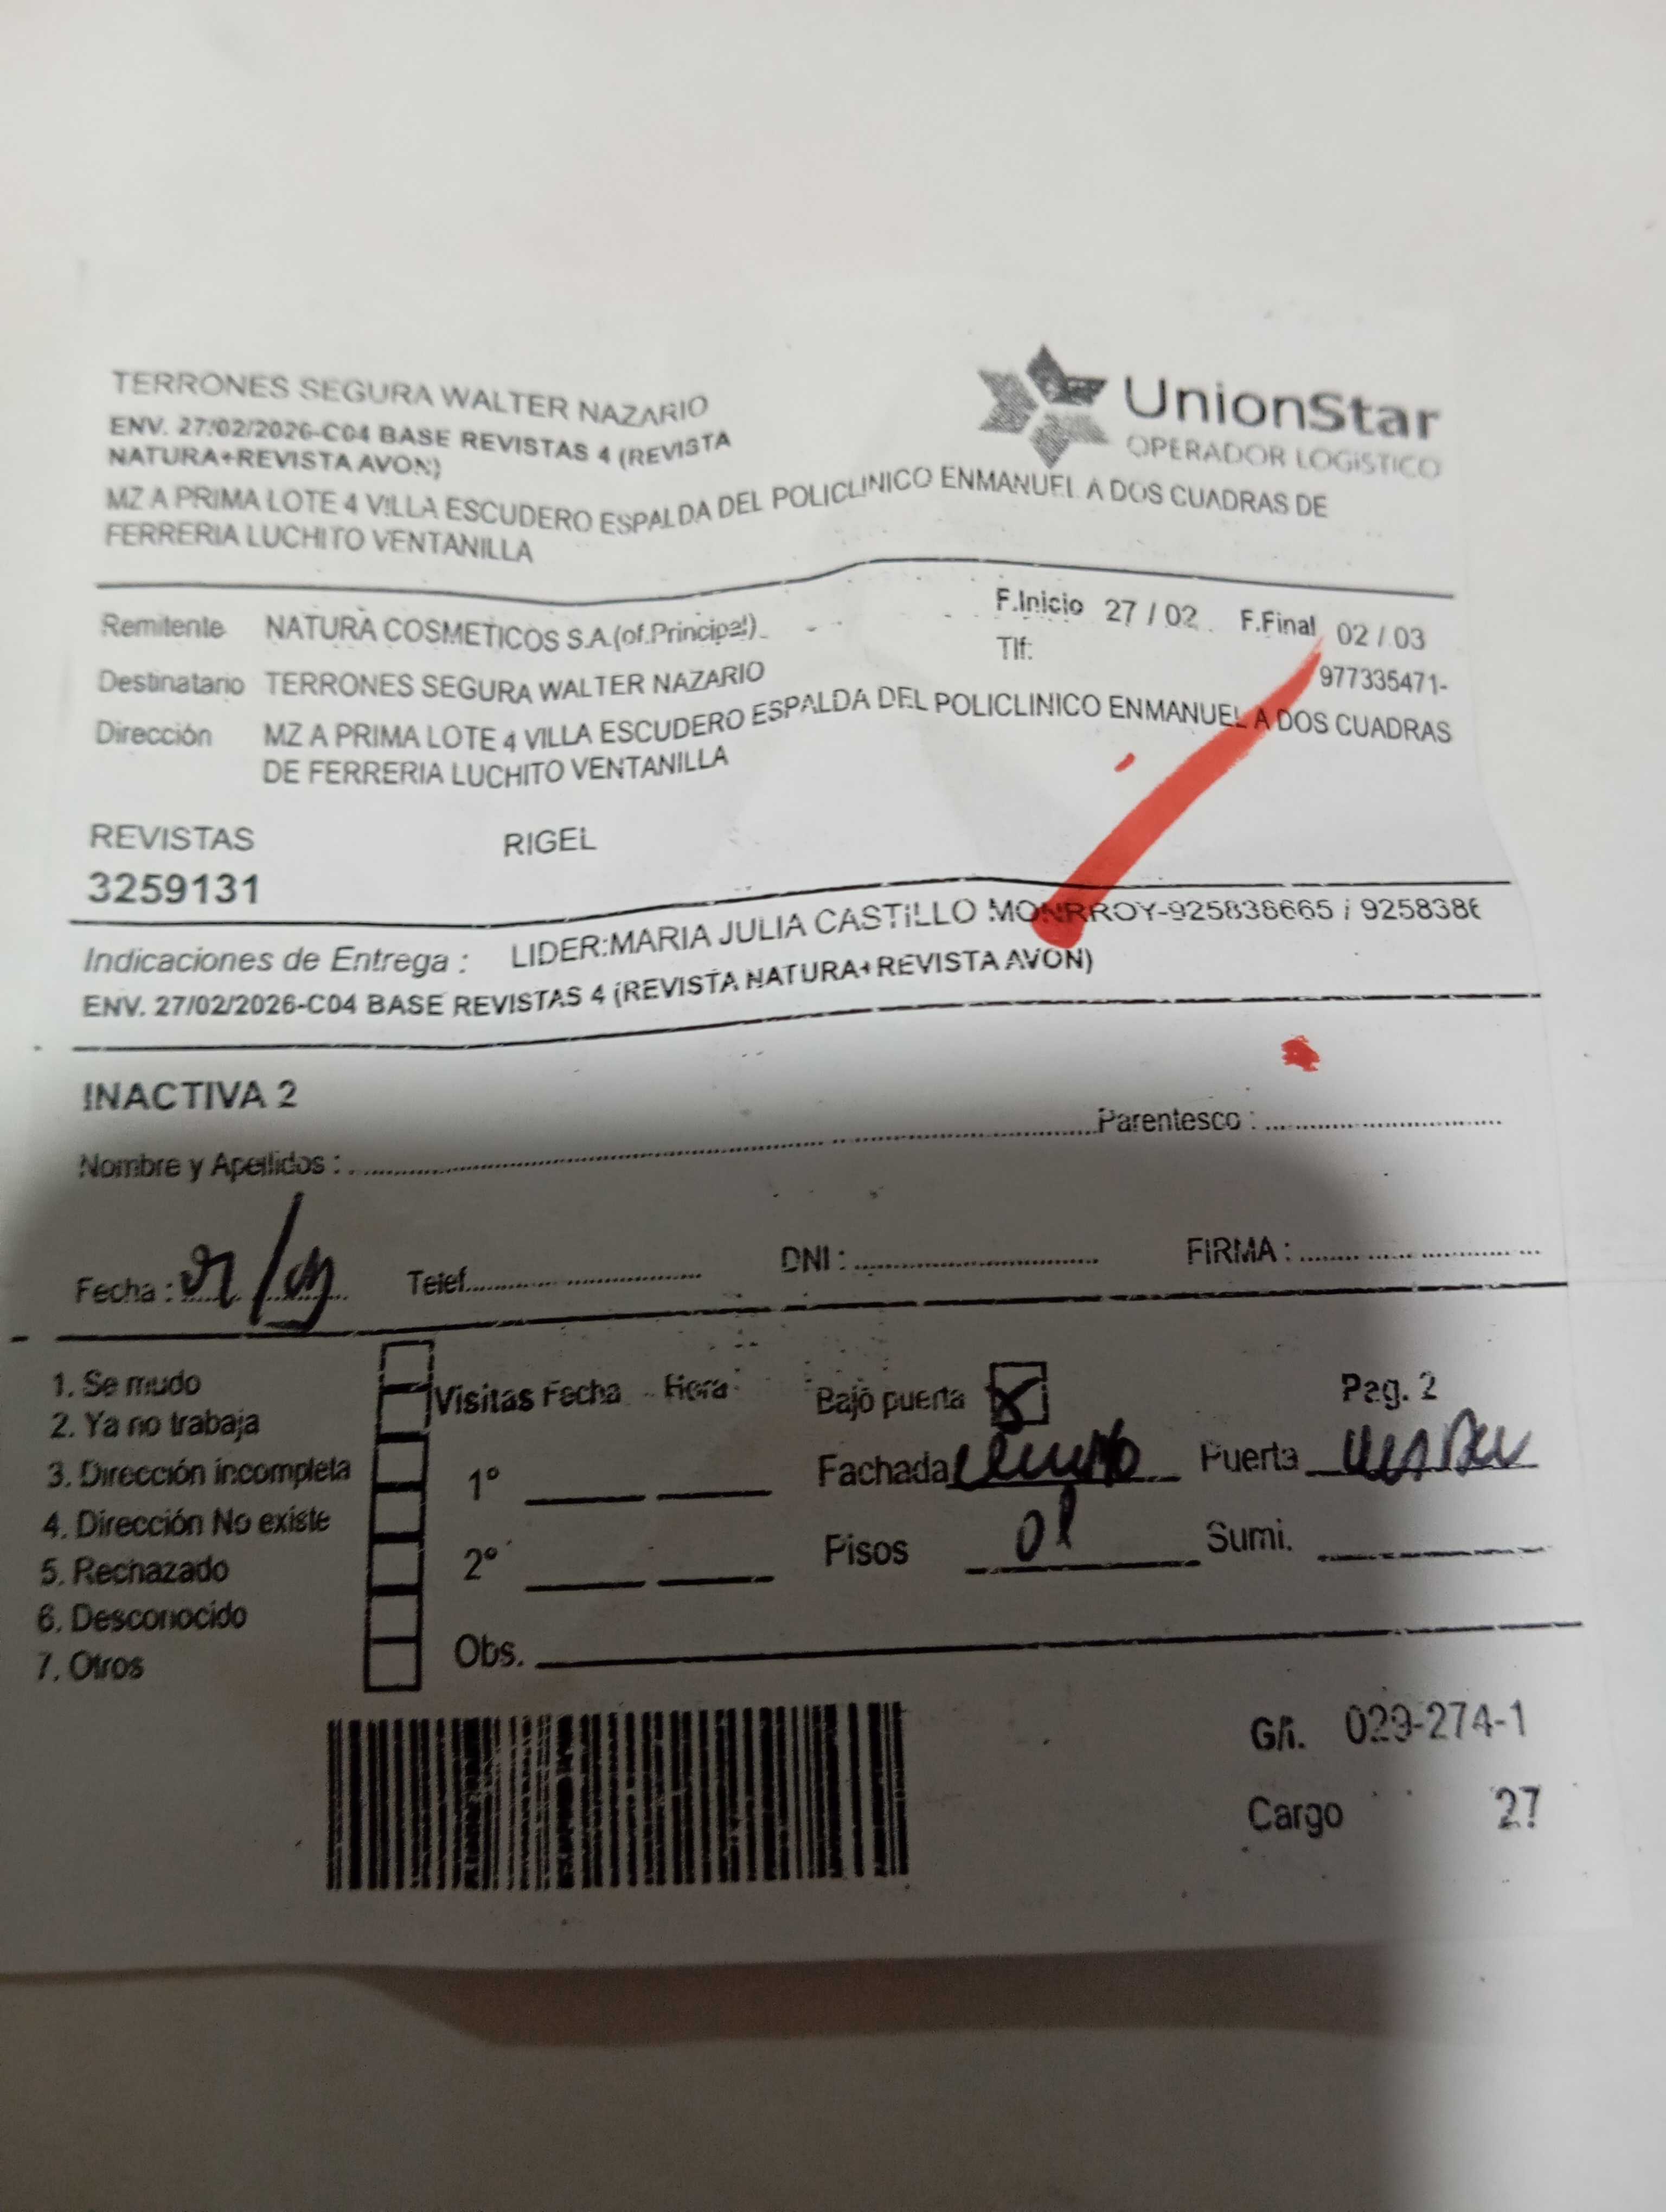 TERRONES SEGURA WALTER NAZARIO
ENV. 27/02/2026-C04 BASE REVISTAS 4 (REVISTA
NATURA+REVISTA AVON)
MZ A PRIMA LOTE 4 VILLA ESCUDERO ESPALDA DEL POLICLINICO ENMANUEL A DOS CUADRAS DE
FERRERIA LUCHITO VENTANILLA
UnionStar
OPERADOR LOGISTICO
Remitente NATURA COSMETICOS S.A.(of.Principal)
F.Inicio 27 / 02 F.Final 02 / 03
Tlf: 977335471-
Destinatario TERRONES SEGURA WALTER NAZARIO
Dirección MZ A PRIMA LOTE 4 VILLA ESCUDERO ESPALDA DEL POLICLINICO ENMANUEL A DOS CUADRAS
DE FERRERIA LUCHITO VENTANILLA
REVISTAS RIGEL
3259131
Indicaciones de Entrega : LIDER:MARIA JULIA CASTILLO MONRROY-925838665 / 9258386
ENV. 27/02/2026-C04 BASE REVISTAS 4 (REVISTA NATURA+REVISTA AVON)
INACTIVA 2
Nombre y Apellidos : Parentesco :
Fecha : Telef. DNI : FIRMA :
1. Se mudo
2. Ya no trabaja
3. Dirección incompleta
4. Dirección No existe
5. Rechazado
6. Desconocido
7. Otros
Visitas Fecha Hora
1º
2º
Obs.
Bajo puerta X Pag. 2
Fachada Puerta
Pisos 01 Sumi.
G/i. 029-274-1
Cargo 27